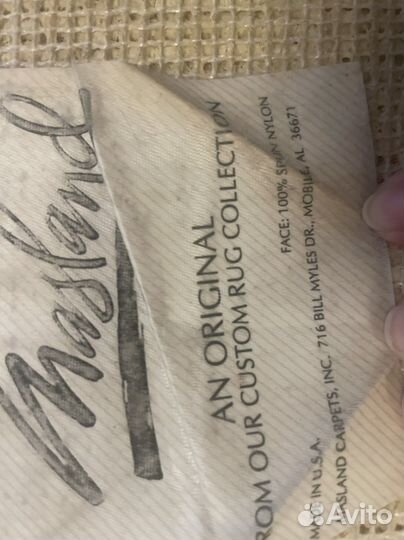 Masland
AN ORIGINAL
FROM OUR CUSTOM RUG COLLECTION
FACE: 100% SPUN NYLON
MADE IN U.S.A.
MASLAND CARPETS, INC. 716 BILL MYLES DR., MOBILE, AL 36671
Avito